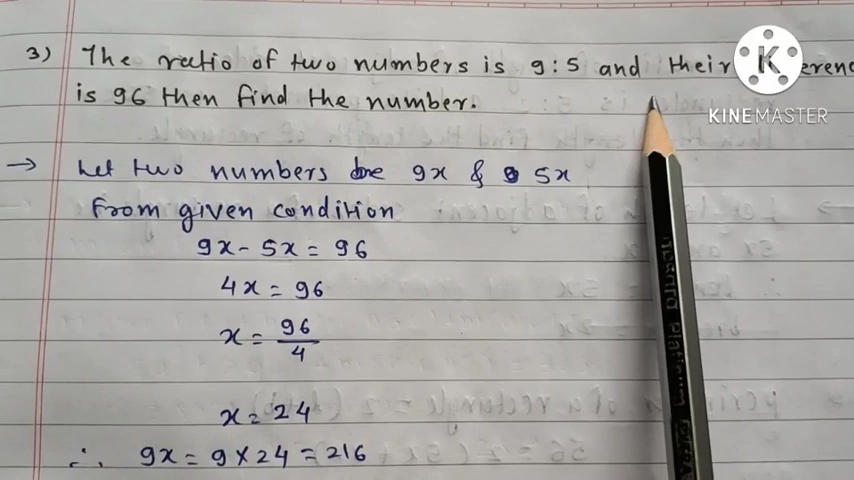 3) The ratio of two numbers is 9:5 and their erenc
is 96 then find the number.
→ Let two numbers be 9x & 5x
From given condition
9x - 5x = 96
4x = 96
x = 96/4
x = 24
∴ 9x = 9 × 24 = 216
K
KINEMASTER
Platinum